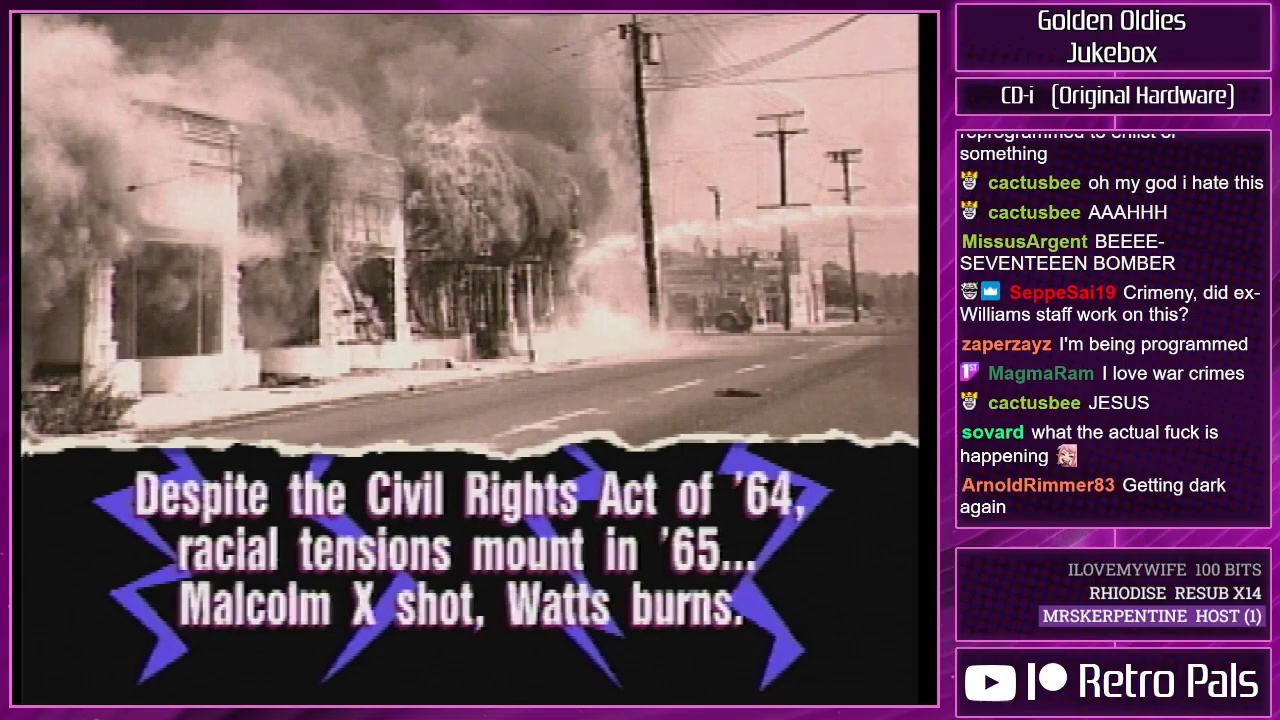 Golden Oldies
Jukebox
CD-i (Original Hardware)
something
cactusbee oh my god i hate this
cactusbee AAAHHH
MissusArgent BEEEE-
SEVENTEEEN BOMBER
SeppeSai19 Crimeny, did ex-
Williams staff work on this?
zaperzayz I'm being programmed
1ST MagmaRam I love war crimes
cactusbee JESUS
sovard what the actual fuck is
happening
ArnoldRimmer83 Getting dark
again
Despite the Civil Rights Act of '64,
racial tensions mount in '65...
Malcolm X shot, Watts burns.
ILOVEMYWIFE 100 BITS
RHIODISE RESUB X14
MRSKERPENTINE HOST (1)
Retro Pals